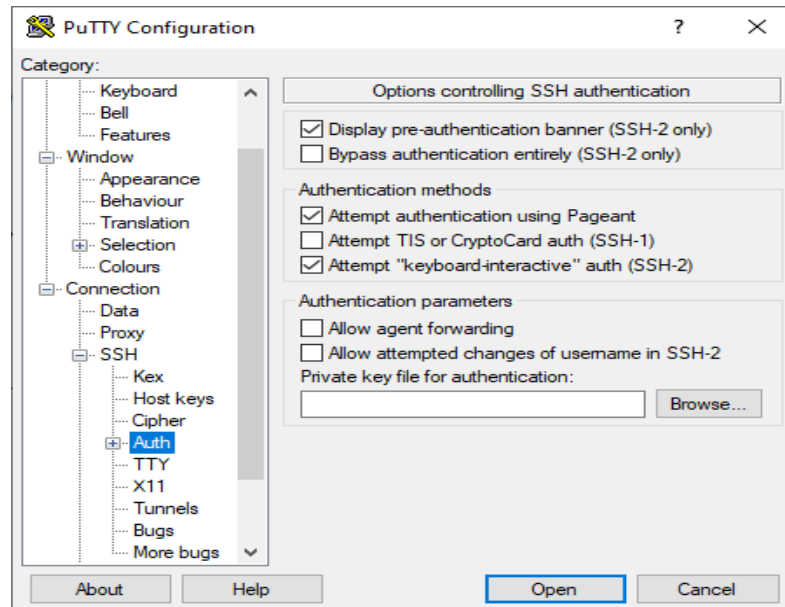 PuTTY Configuration
?
Category:
Keyboard
Bell
Features
Window
Appearance
Behaviour
Translation
Selection
Colours
Connection
Data
Proxy
SSH
Kex
Host keys
Cipher
Auth
TTY
X11
Tunnels
Bugs
More bugs
Options controlling SSH authentication
Display pre-authentication banner (SSH-2 only)
Bypass authentication entirely (SSH-2 only)
Authentication methods
Attempt authentication using Pageant
Attempt TIS or CryptoCard auth (SSH-1)
Attempt "keyboard-interactive" auth (SSH-2)
Authentication parameters
Allow agent forwarding
Allow attempted changes of username in SSH-2
Private key file for authentication:
Browse...
About
Help
Open
Cancel